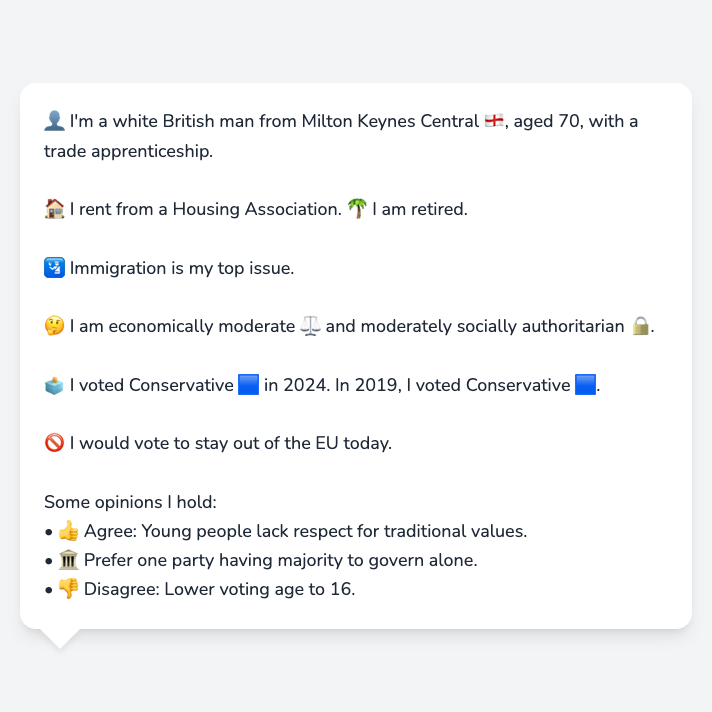 👤 I'm a white British man from Milton Keynes Central 🏴󠁧󠁢󠁥󠁮󠁧󠁿, aged 70, with a
trade apprenticeship.
🏠 I rent from a Housing Association. 🌴 I am retired.
🛂 Immigration is my top issue.
🤔 I am economically moderate ⚖️ and moderately socially authoritarian 🔒.
🗳️ I voted Conservative 🟦 in 2024. In 2019, I voted Conservative 🟦.
🚫 I would vote to stay out of the EU today.
Some opinions I hold:
• 👍 Agree: Young people lack respect for traditional values.
• 🏛️ Prefer one party having majority to govern alone.
• 👎 Disagree: Lower voting age to 16.